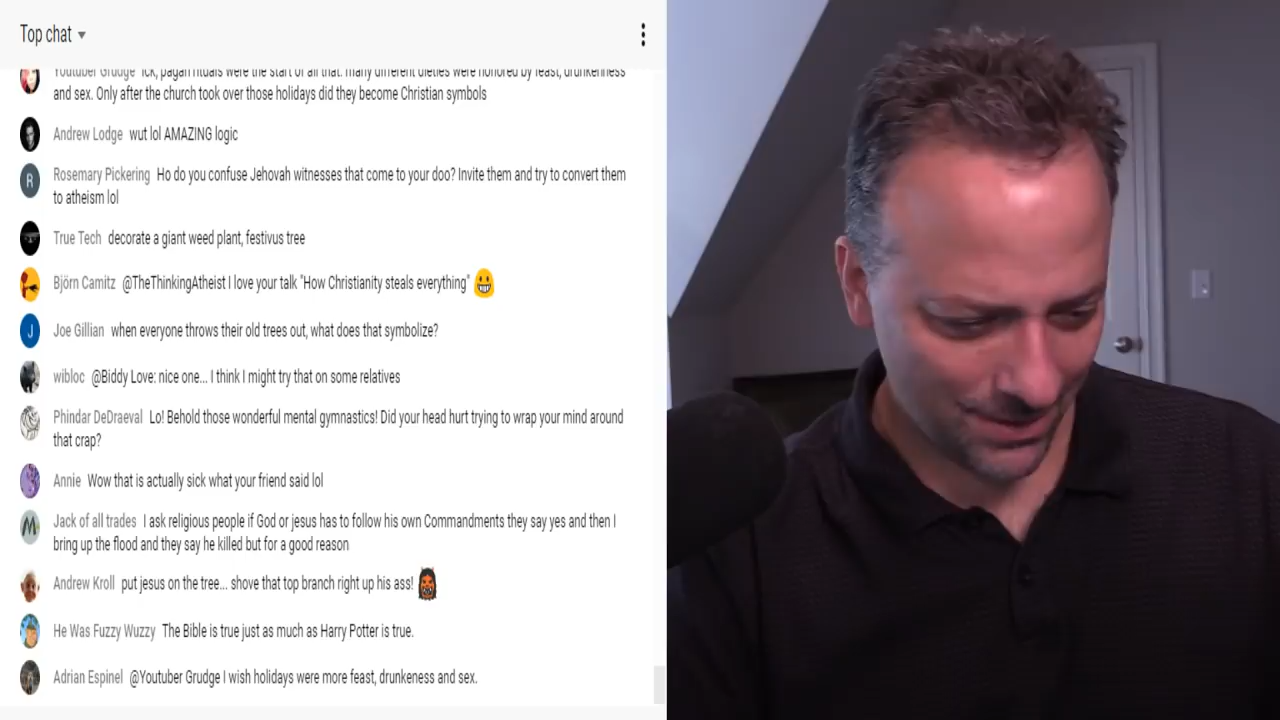 Top chat
Youtuber Grudge Ick, pagan rituals were the start of all that. many different dieties were honored by feast, drunkenness
and sex. Only after the church took over those holidays did they become Christian symbols
Andrew Lodge wut lol AMAZING logic
R
Rosemary Pickering Ho do you confuse Jehovah witnesses that come to your doo? Invite them and try to convert them
to atheism lol
True Tech decorate a giant weed plant, festivus tree
Björn Camitz @TheThinkingAtheist I love your talk "How Christianity steals everything"
J
Joe Gillian when everyone throws their old trees out, what does that symbolize?
wibloc @Biddy Love: nice one... I think I might try that on some relatives
Phindar DeDraeval Lo! Behold those wonderful mental gymnastics! Did your head hurt trying to wrap your mind around
that crap?
Annie Wow that is actually sick what your friend said lol
M
Jack of all trades I ask religious people if God or jesus has to follow his own Commandments they say yes and then I
bring up the flood and they say he killed but for a good reason
Andrew Kroll put jesus on the tree... shove that top branch right up his ass!
He Was Fuzzy Wuzzy The Bible is true just as much as Harry Potter is true.
Adrian Espinel @Youtuber Grudge I wish holidays were more feast, drunkeness and sex.